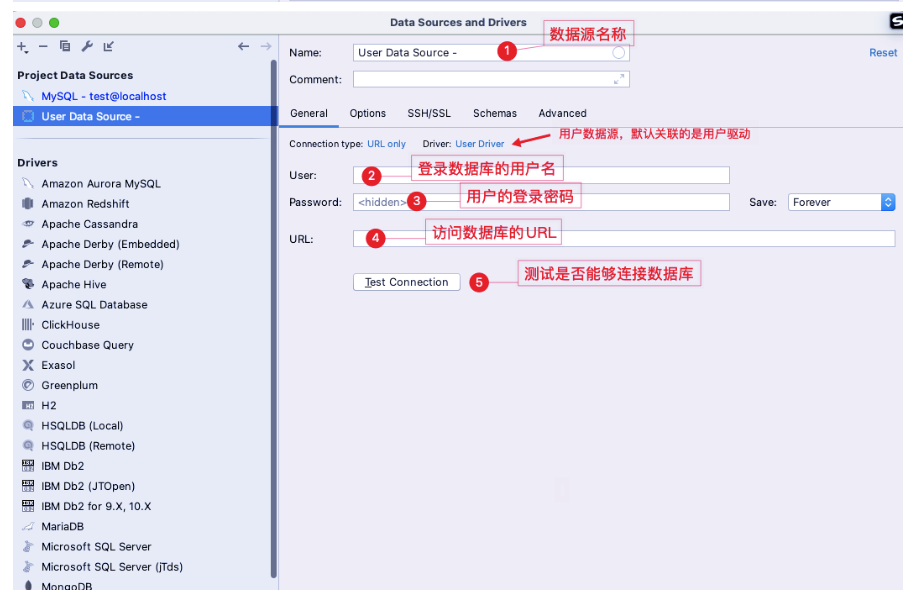 Data Sources and Drivers
数据源名称
Name: User Data Source - 1 Reset
Comment:
Project Data Sources
MySQL - test@localhost
User Data Source -
General Options SSH/SSL Schemas Advanced
用户数据源，默认关联的是用户驱动
Connection type: URL only Driver: User Driver
User: 2 登录数据库的用户名
Password: <hidden> 3 用户的登录密码 Save: Forever
URL: 4 访问数据库的URL
Test Connection 5 测试是否能够连接数据库
Drivers
Amazon Aurora MySQL
Amazon Redshift
Apache Cassandra
Apache Derby (Embedded)
Apache Derby (Remote)
Apache Hive
Azure SQL Database
ClickHouse
Couchbase Query
Exasol
Greenplum
H2
HSQLDB (Local)
HSQLDB (Remote)
IBM Db2
IBM Db2 (JTOpen)
IBM Db2 for 9.X, 10.X
MariaDB
Microsoft SQL Server
Microsoft SQL Server (jTds)
MongoDB